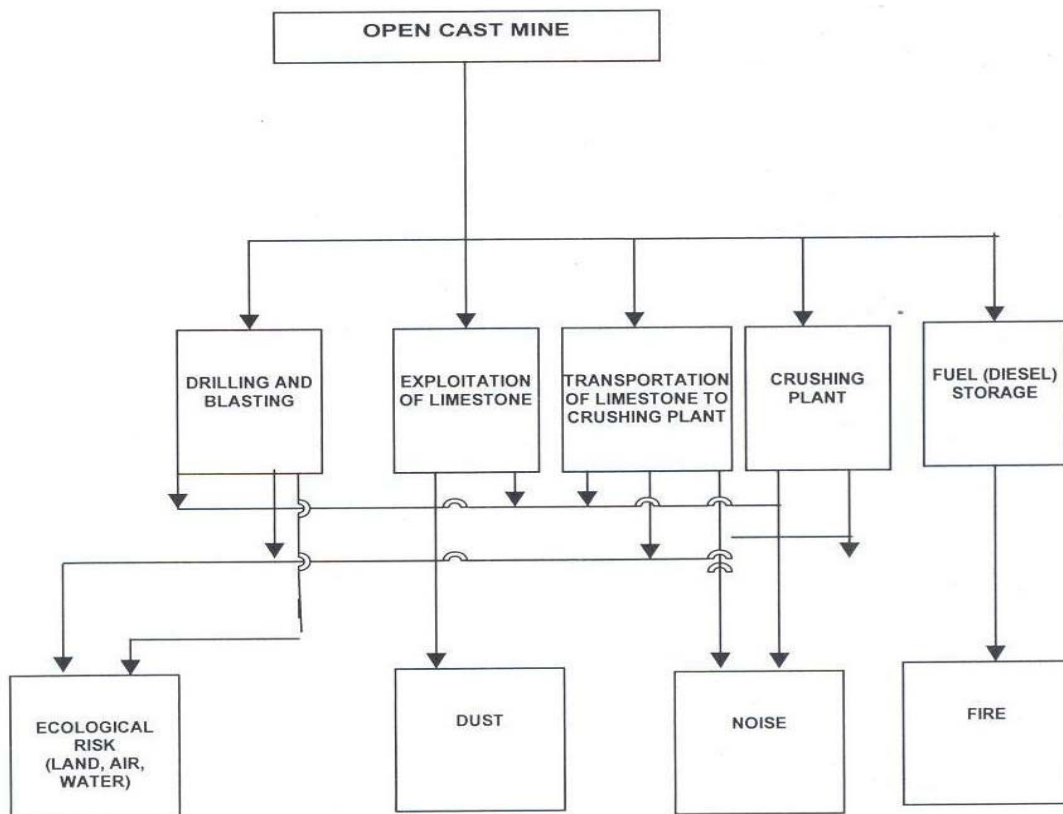 OPEN CAST MINE
DRILLING AND
BLASTING
EXPLOITATION
OF LIMESTONE
TRANSPORTATION
OF LIMESTONE TO
CRUSHING PLANT
CRUSHING
PLANT
FUEL (DIESEL)
STORAGE
ECOLOGICAL
RISK
(LAND, AIR,
WATER)
DUST
NOISE
FIRE